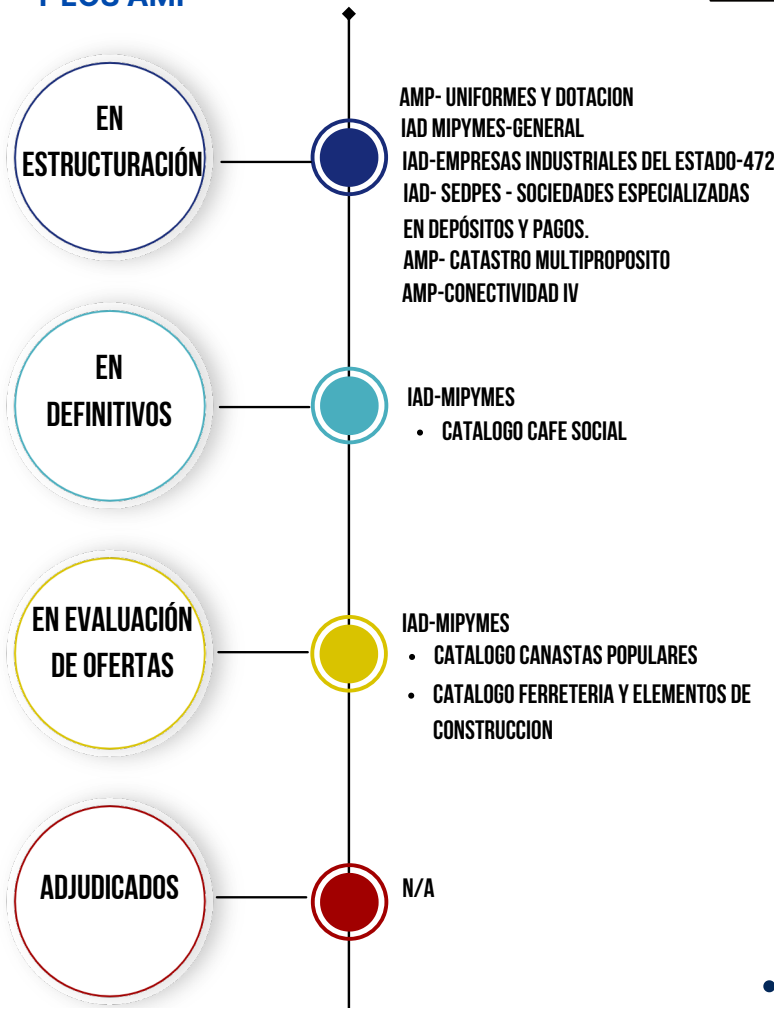 Y LOS AMP
EN
ESTRUCTURACIÓN
AMP- UNIFORMES Y DOTACION
IAD MIPYMES-GENERAL
IAD-EMPRESAS INDUSTRIALES DEL ESTADO-472
IAD- SEDPES - SOCIEDADES ESPECIALIZADAS
EN DEPÓSITOS Y PAGOS.
AMP- CATASTRO MULTIPROPOSITO
AMP-CONECTIVIDAD IV
EN
DEFINITIVOS
IAD-MIPYMES
• CATALOGO CAFE SOCIAL
EN EVALUACIÓN
DE OFERTAS
IAD-MIPYMES
• CATALOGO CANASTAS POPULARES
• CATALOGO FERRETERIA Y ELEMENTOS DE
CONSTRUCCION
ADJUDICADOS
N/A